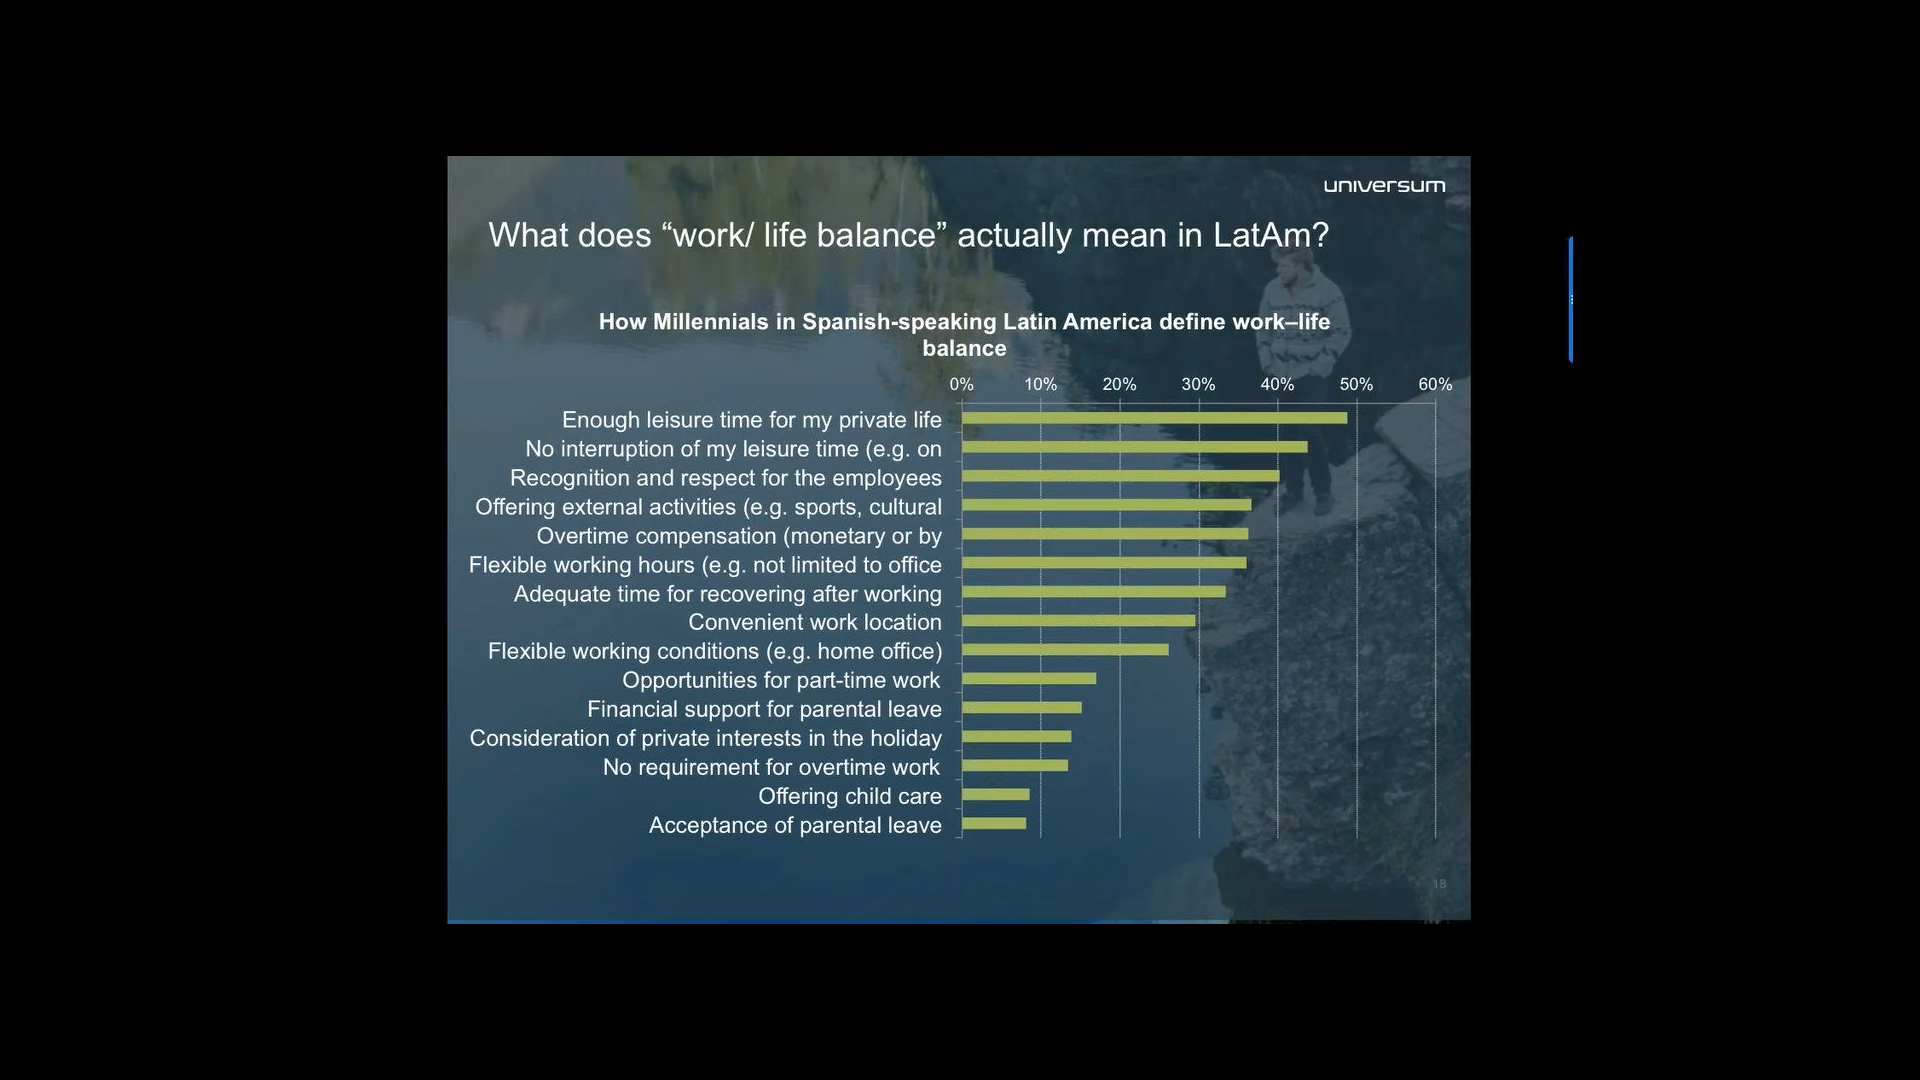 universum
What does “work/ life balance” actually mean in LatAm?
How Millennials in Spanish-speaking Latin America define work–life
balance
0% 10% 20% 30% 40% 50% 60%
Enough leisure time for my private life
No interruption of my leisure time (e.g. on
Recognition and respect for the employees
Offering external activities (e.g. sports, cultural
Overtime compensation (monetary or by
Flexible working hours (e.g. not limited to office
Adequate time for recovering after working
Convenient work location
Flexible working conditions (e.g. home office)
Opportunities for part-time work
Financial support for parental leave
Consideration of private interests in the holiday
No requirement for overtime work
Offering child care
Acceptance of parental leave
18